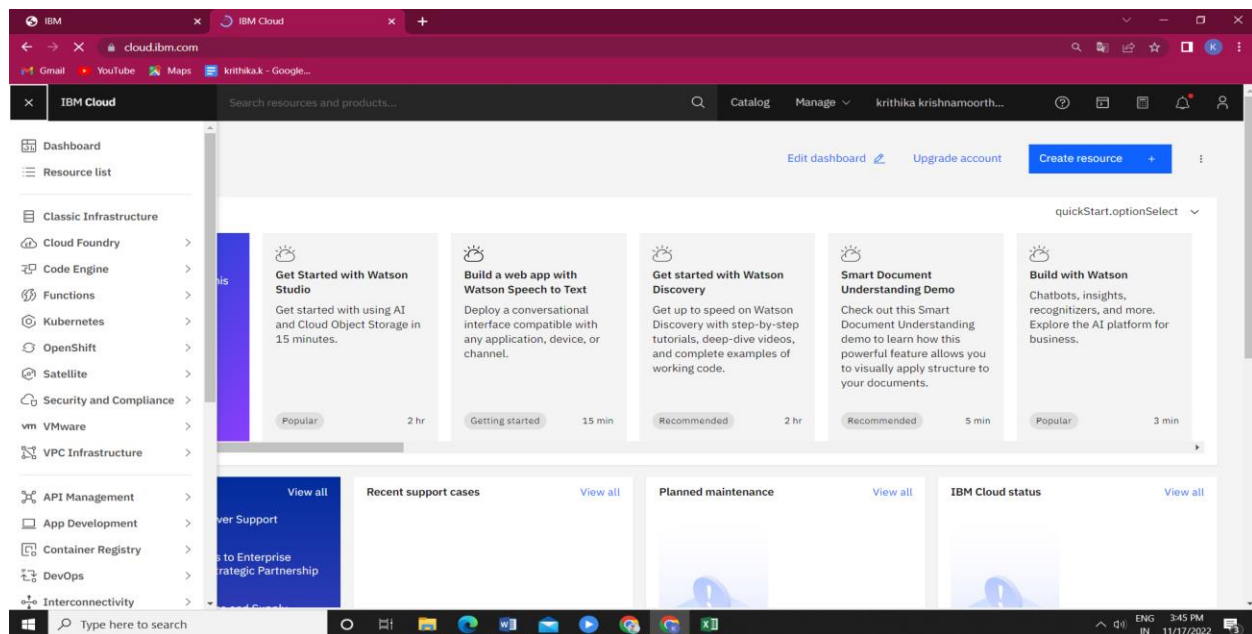 IBM
IBM Cloud
cloud.ibm.com
K
Gmail
YouTube
Maps
krithika.k - Google...
IBM Cloud
Search resources and products...
Catalog
Manage
krithika krishnamoorth...
Dashboard
Resource list
Classic Infrastructure
Cloud Foundry
Code Engine
Functions
Kubernetes
OpenShift
Satellite
Security and Compliance
vm VMware
VPC Infrastructure
API Management
App Development
Container Registry
DevOps
Interconnectivity
Edit dashboard
Upgrade account
Create resource +
quickStart.optionSelect
Get Started with Watson
Studio
Get started with using AI
and Cloud Object Storage in
15 minutes.
Popular
2 hr
Build a web app with
Watson Speech to Text
Deploy a conversational
interface compatible with
any application, device, or
channel.
Getting started
15 min
Get started with Watson
Discovery
Get up to speed on Watson
Discovery with step-by-step
tutorials, deep-dive videos,
and complete examples of
working code.
Recommended
2 hr
Smart Document
Understanding Demo
Check out this Smart
Document Understanding
demo to learn how this
powerful feature allows you
to visually apply structure to
your documents.
Recommended
5 min
Build with Watson
Chatbots, insights,
recognitizers, and more.
Explore the AI platform for
business.
Popular
3 min
View all
ver Support
s to Enterprise
trategic Partnership
Recent support cases
View all
Planned maintenance
View all
IBM Cloud status
View all
Type here to search
ENG
IN
3:45 PM
11/17/2022